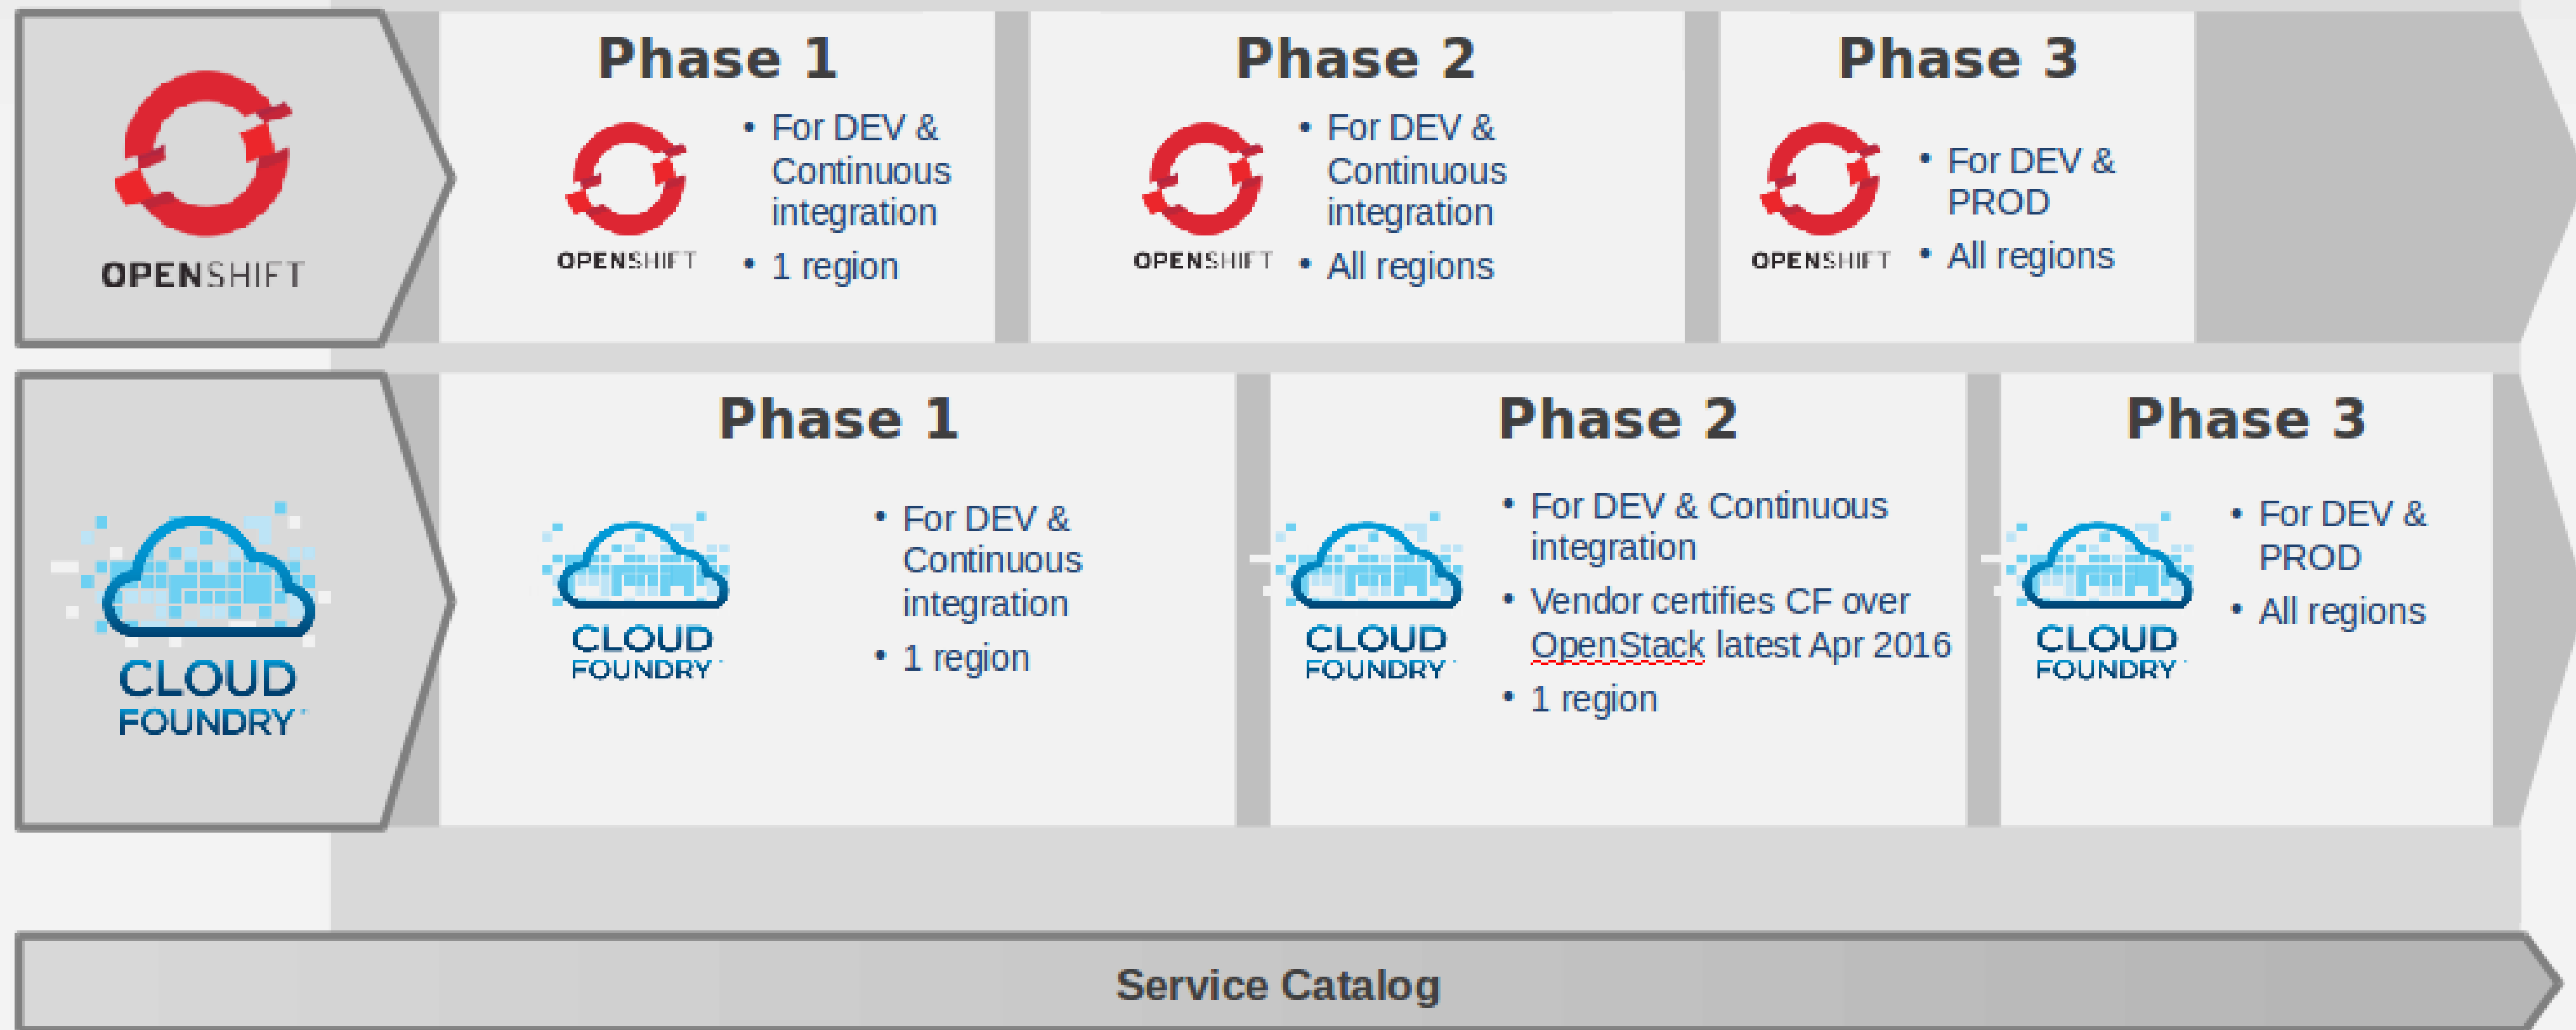 OPENSHIFT
Phase 1
OPENSHIFT
• For DEV &
Continuous
integration
• 1 region
Phase 2
OPENSHIFT
• For DEV &
Continuous
integration
• All regions
Phase 3
OPENSHIFT
• For DEV &
PROD
• All regions
CLOUD
FOUNDRY
Phase 1
CLOUD
FOUNDRY
• For DEV &
Continuous
integration
• 1 region
Phase 2
CLOUD
FOUNDRY
• For DEV & Continuous
integration
• Vendor certifies CF over
OpenStack latest Apr 2016
• 1 region
Phase 3
CLOUD
FOUNDRY
• For DEV &
PROD
• All regions
Service Catalog